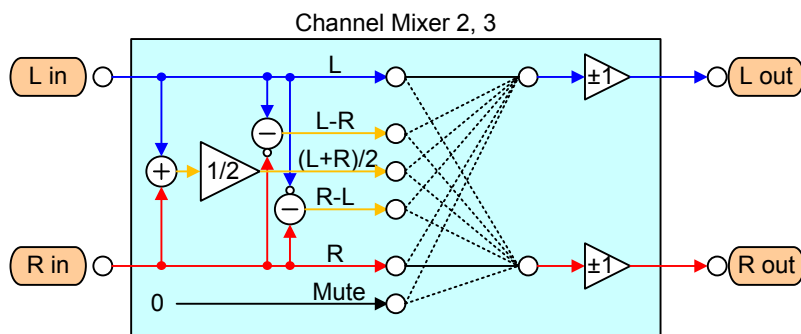 Channel Mixer 2, 3
L in
L
±1
L out
L-R
+
1/2
(L+R)/2
R-L
R in
R
±1
R out
0
Mute